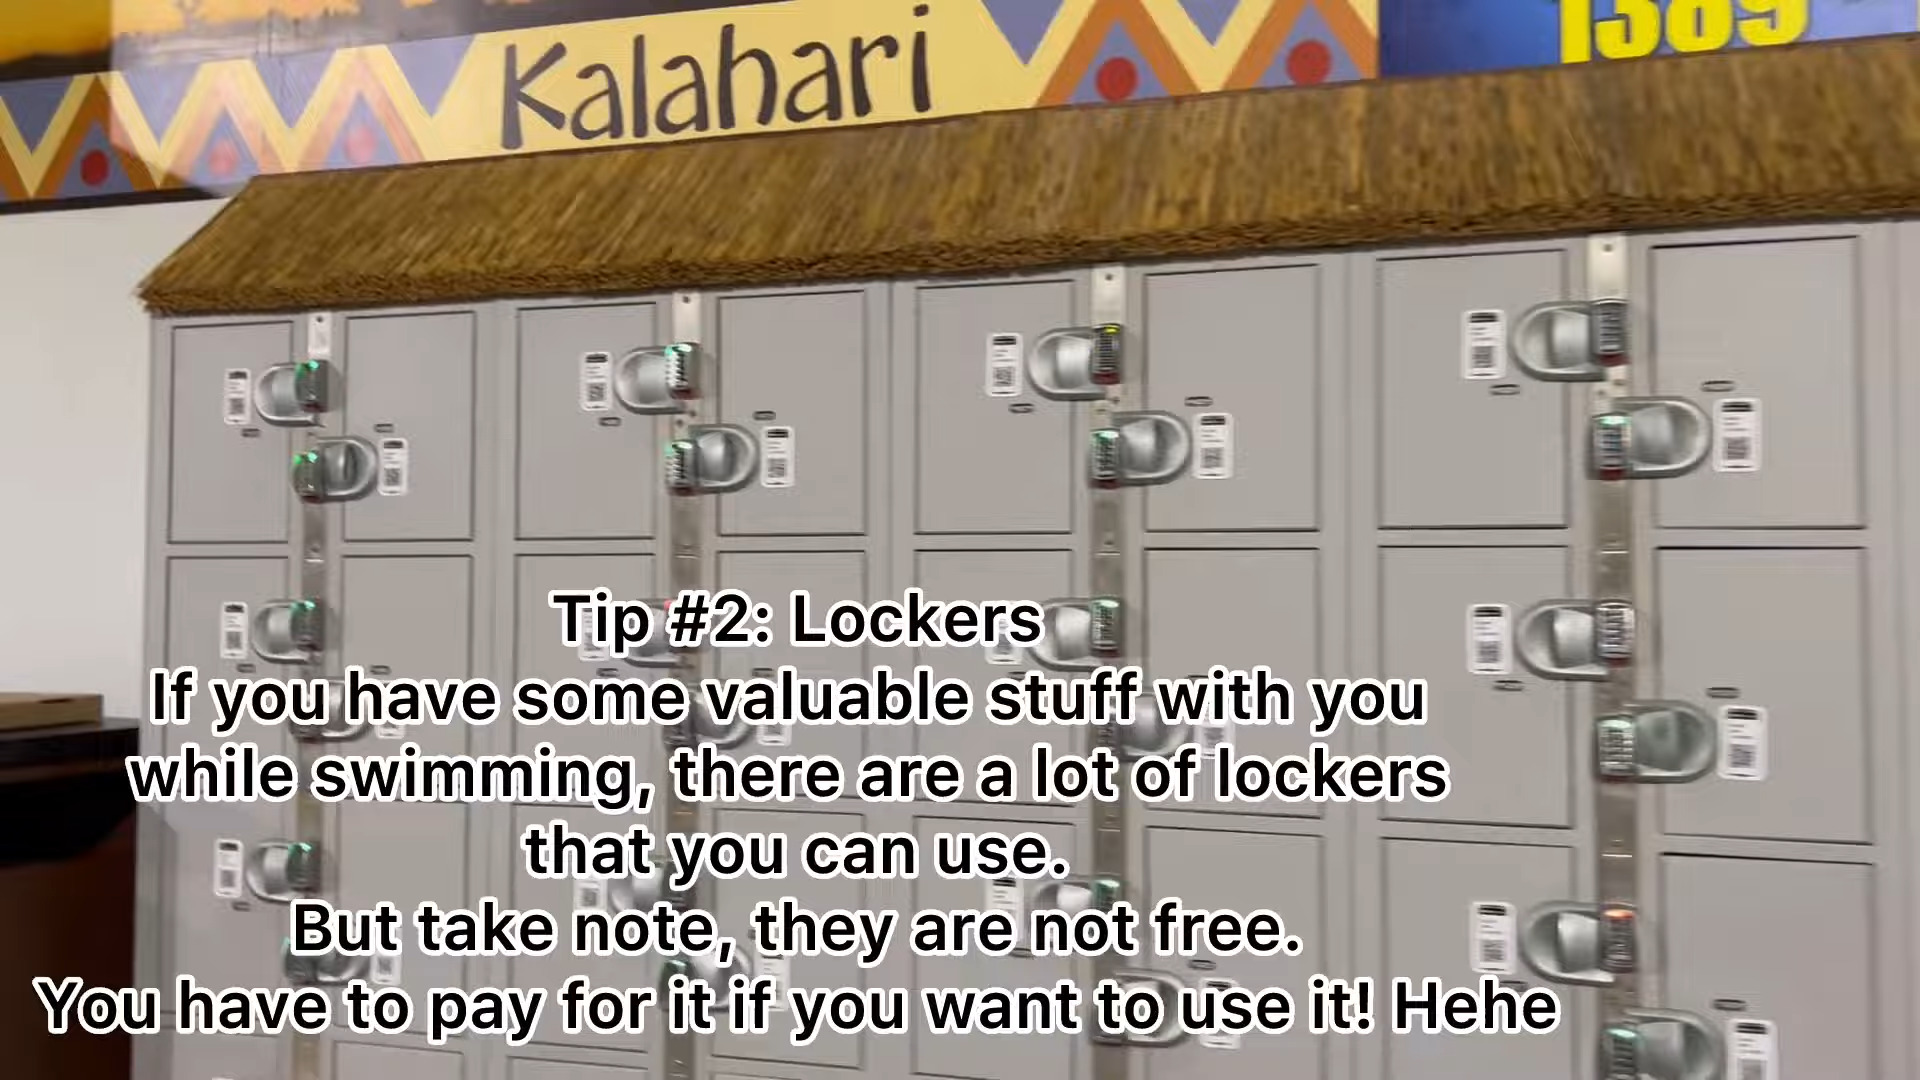 Kalahari
1389
Tip #2: Lockers
If you have some valuable stuff with you
while swimming, there are a lot of lockers
that you can use.
But take note, they are not free.
You have to pay for it if you want to use it! Hehe